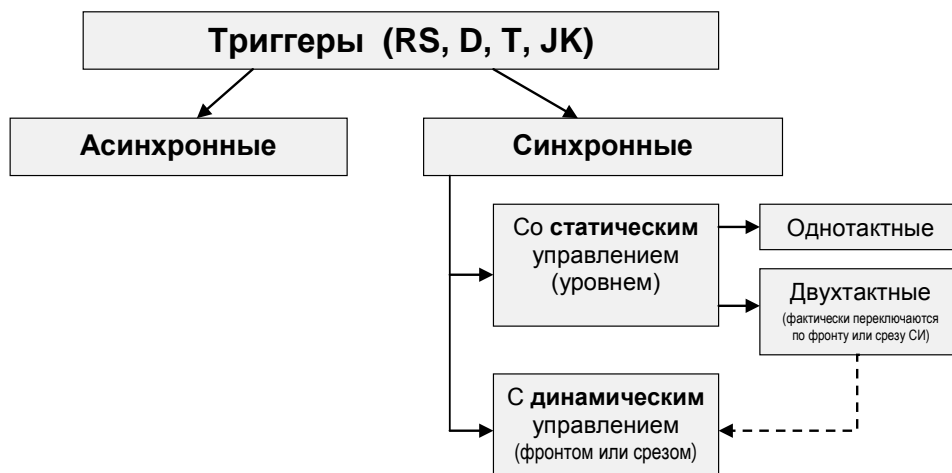 Триггеры (RS, D, T, JK)
Асинхронные
Синхронные
Со статическим
управлением
(уровнем)
Однотактные
Двухтактные
(фактически переключаются
по фронту или срезу СИ)
С динамическим
управлением
(фронтом или срезом)